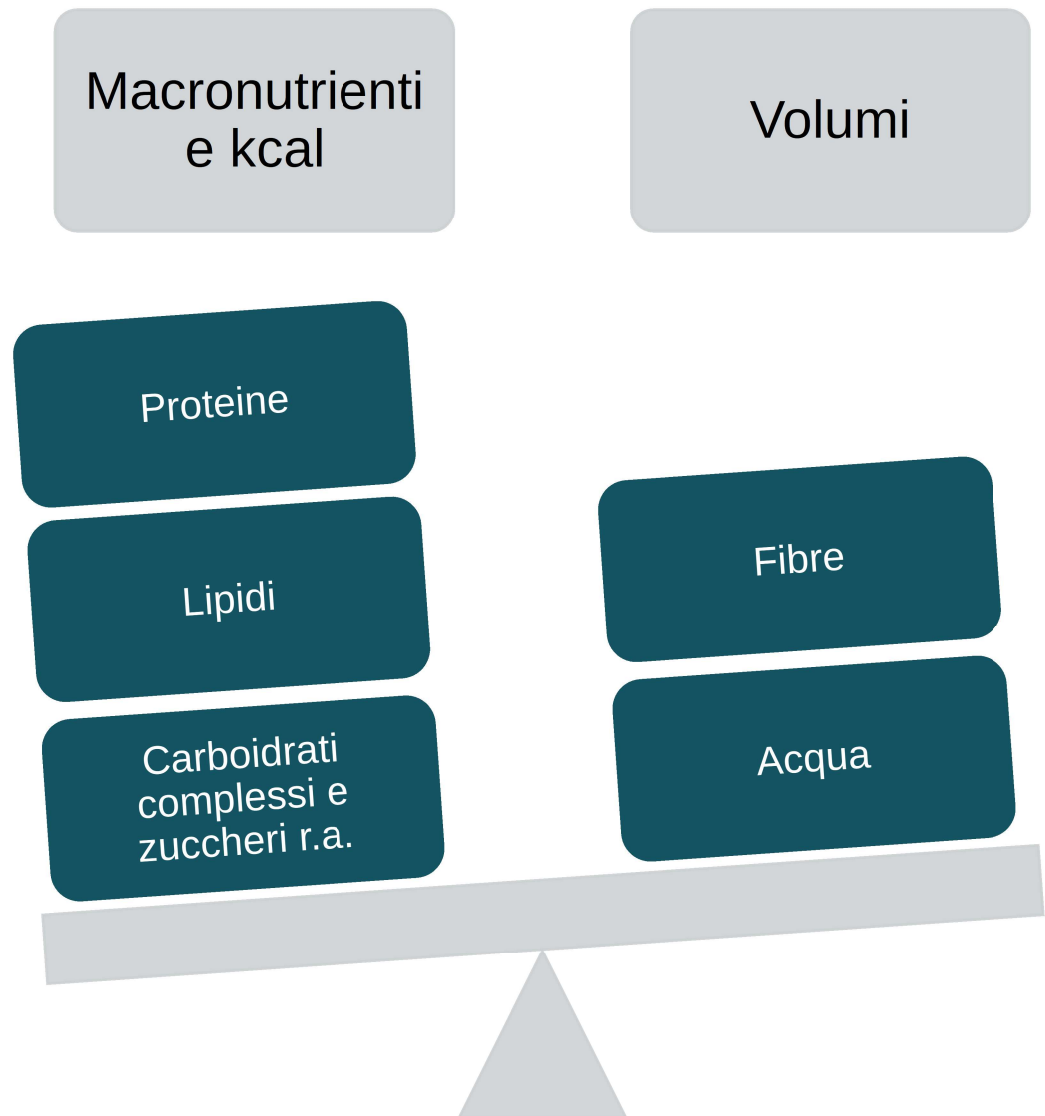 Macronutrienti
e kcal
Volumi
Proteine
Lipidi
Carboidrati
complessi e
zuccheri r.a.
Fibre
Acqua